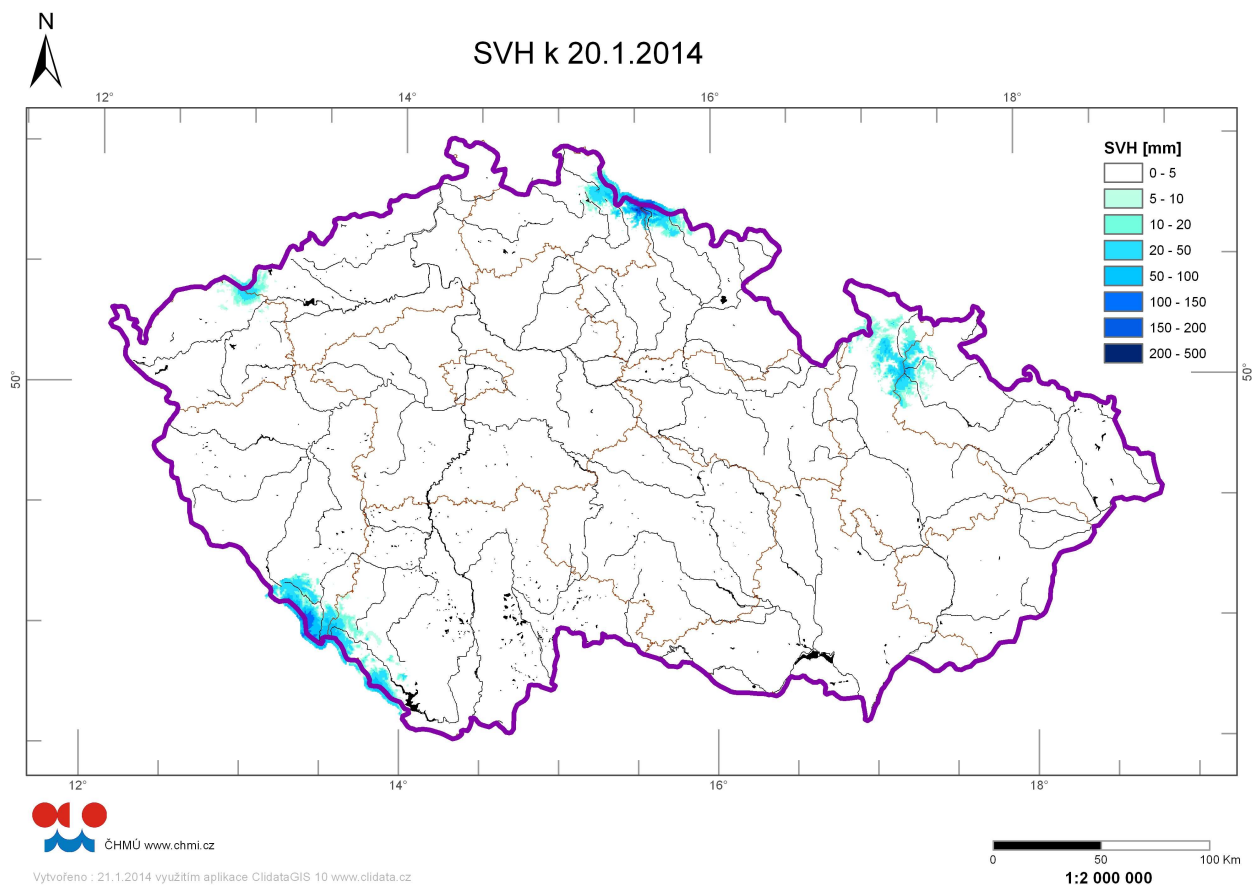 N
SVH k 20.1.2014
12° 14° 16° 18°
SVH [mm]
0 - 5
5 - 10
10 - 20
20 - 50
50 - 100
100 - 150
150 - 200
200 - 500
50° 50°
12° 14° 16° 18°
ČHMÚ www.chmi.cz
0 50 100 Km
1:2 000 000
Vytvořeno : 21.1.2014 využitím aplikace ClidataGIS 10 www.clidata.cz